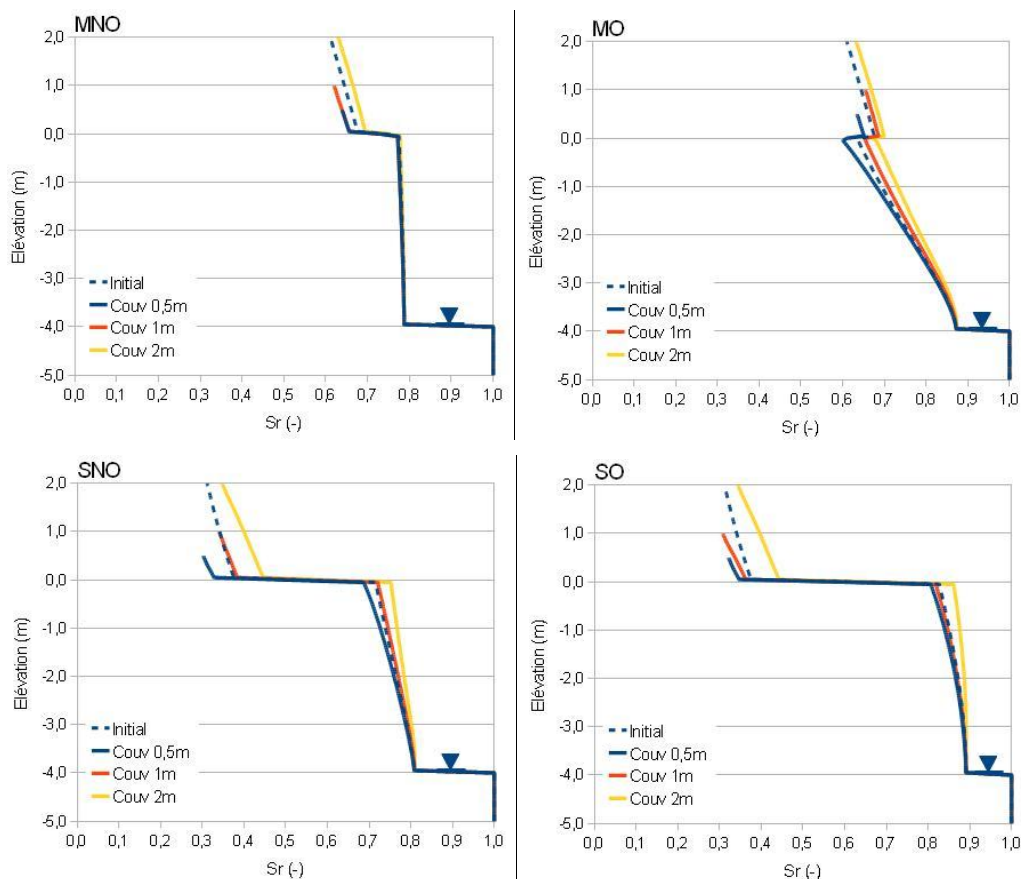 MNO
2,0
1,0
0,0
-1,0
-2,0
-3,0
-4,0
-5,0
Elévation (m)
Initial
Couv 0,5m
Couv 1m
Couv 2m
0,0 0,1 0,2 0,3 0,4 0,5 0,6 0,7 0,8 0,9 1,0
Sr (-)
MO
2,0
1,0
0,0
-1,0
-2,0
-3,0
-4,0
-5,0
Elévation (m)
Initial
Couv 0,5m
Couv 1m
Couv 2m
0,0 0,1 0,2 0,3 0,4 0,5 0,6 0,7 0,8 0,9 1,0
Sr (-)
SNO
2,0
1,0
0,0
-1,0
-2,0
-3,0
-4,0
-5,0
Elévation (m)
Initial
Couv 0,5m
Couv 1m
Couv 2m
0,0 0,1 0,2 0,3 0,4 0,5 0,6 0,7 0,8 0,9 1,0
Sr (-)
SO
2,0
1,0
0,0
-1,0
-2,0
-3,0
-4,0
-5,0
Elévation (m)
Initial
Couv 0,5m
Couv 1m
Couv 2m
0,0 0,1 0,2 0,3 0,4 0,5 0,6 0,7 0,8 0,9 1,0
Sr (-)